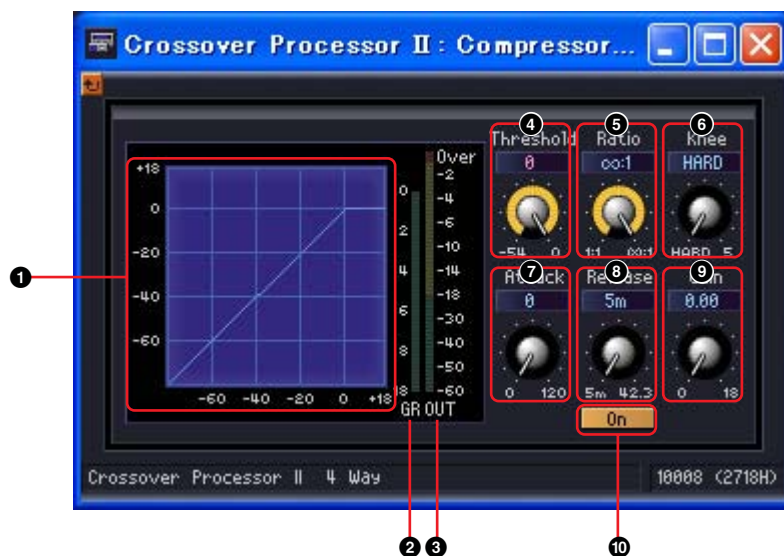 Crossover Processor II : Compressor...
4 5 6
Threshold Ratio Knee
0 ∞:1 HARD
-54 0 1:1 ∞:1 HARD 5
7 8 9
Attack Release Gain
0 5m 0.00
0 120 5m 42.3 0 18
On
+18
0
-20
-40
-60
-60 -40 -20 0 +18
0
2
4
6
8
18
GR OUT
Over
-2
-4
-6
-10
-14
-18
-30
-40
-50
-60
1
2 3 10
Crossover Processor II 4 Way 10008 (2718H)